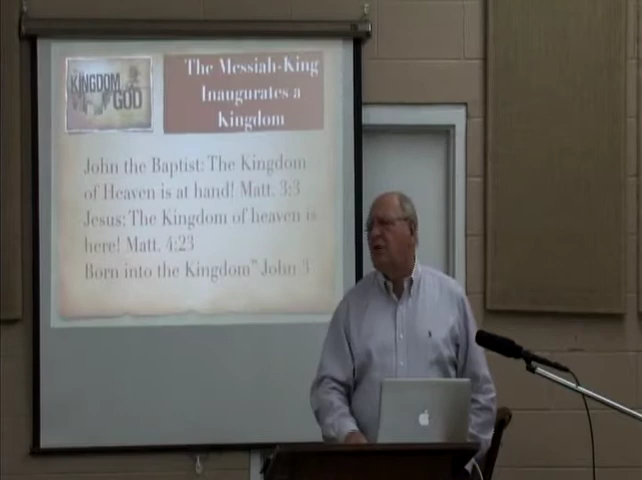 KINGDOM
GOD
The Messiah-King
Inaugurates a
Kingdom
John the Baptist: The Kingdom
of Heaven is at hand! Matt. 3:3
Jesus: The Kingdom of heaven is
here! Matt. 4:23
Born into the Kingdom" John 3